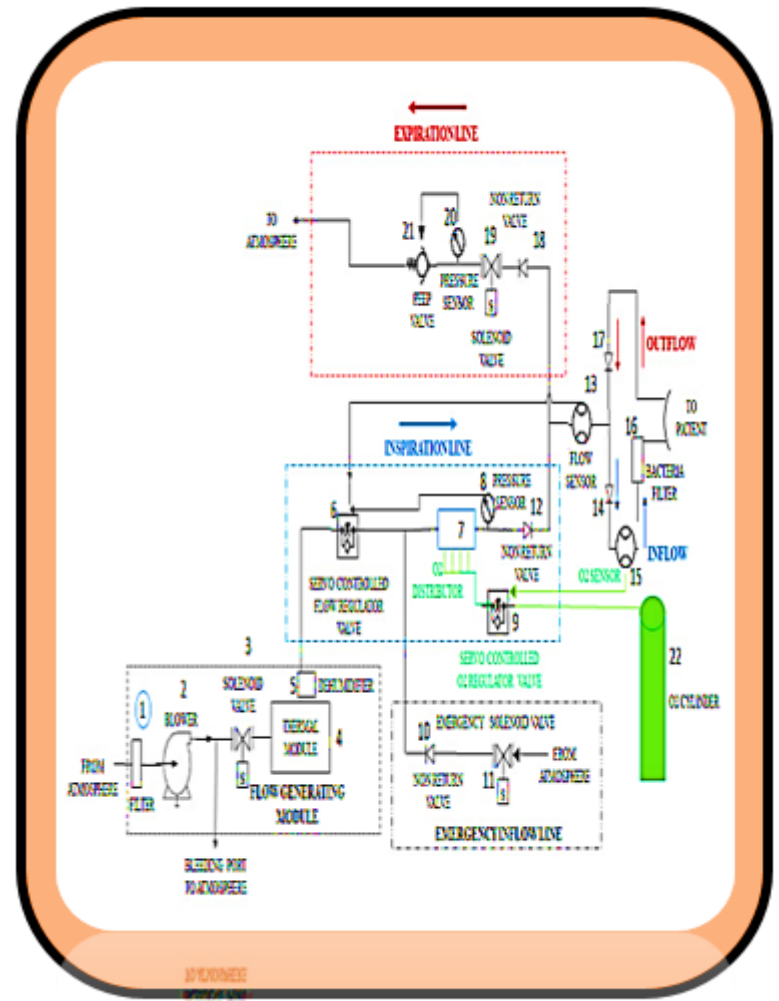 EXPIRATION LINE
NON RETURN
VALVE
20
21
19
18
TO
ATMOSPHERE
PRESSURE
SENSOR
PEEP
VALVE
S
SOLENOID
VALVE
17
OUTFLOW
13
TO
PATIENT
FLOW
SENSOR
16
BACTERIA
FILTER
INSPIRATION LINE
8
PRESSURE
SENSOR
12
14
6
7
NON RETURN
VALVE
INFLOW
O2 SENSOR
15
O2
DISTRIBUTOR
SERVO CONTROLLED
FLOW REGULATOR
VALVE
9
SERVO CONTROLLED
O2 REGULATOR VALVE
22
O2 CYLINDER
3
2
SOLENOID
VALVE
5
DEHUMIDIFIER
1
BLOWER
THERMAL
MODULE
4
FROM
ATMOSPHERE
FILTER
S
FLOW GENERATING
MODULE
10
EMERGENCY SOLENOID VALVE
11
FROM
ATMOSPHERE
NON RETURN
VALVE
S
EMERGENCY INFLOW LINE
BLEEDING PORT
TO ATMOSPHERE